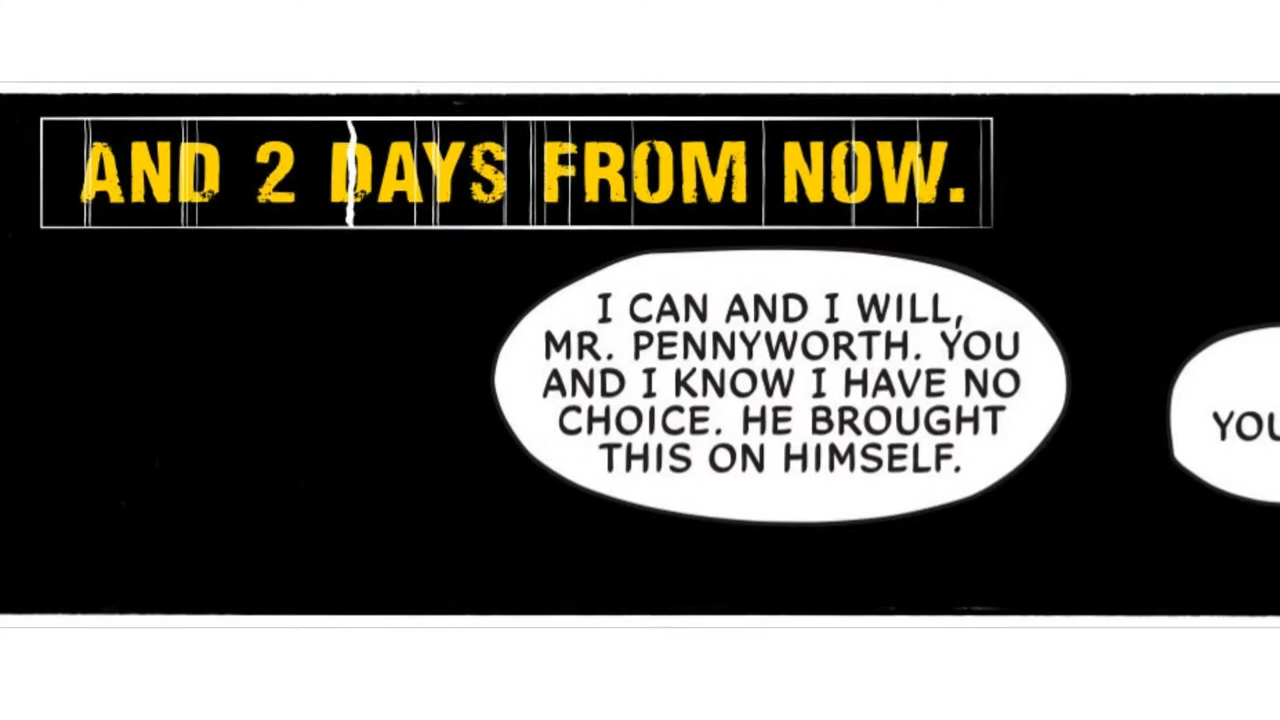 AND 2 DAYS FROM NOW.
I CAN AND I WILL,
MR. PENNYWORTH. YOU
AND I KNOW I HAVE NO
CHOICE. HE BROUGHT
THIS ON HIMSELF.
YOU